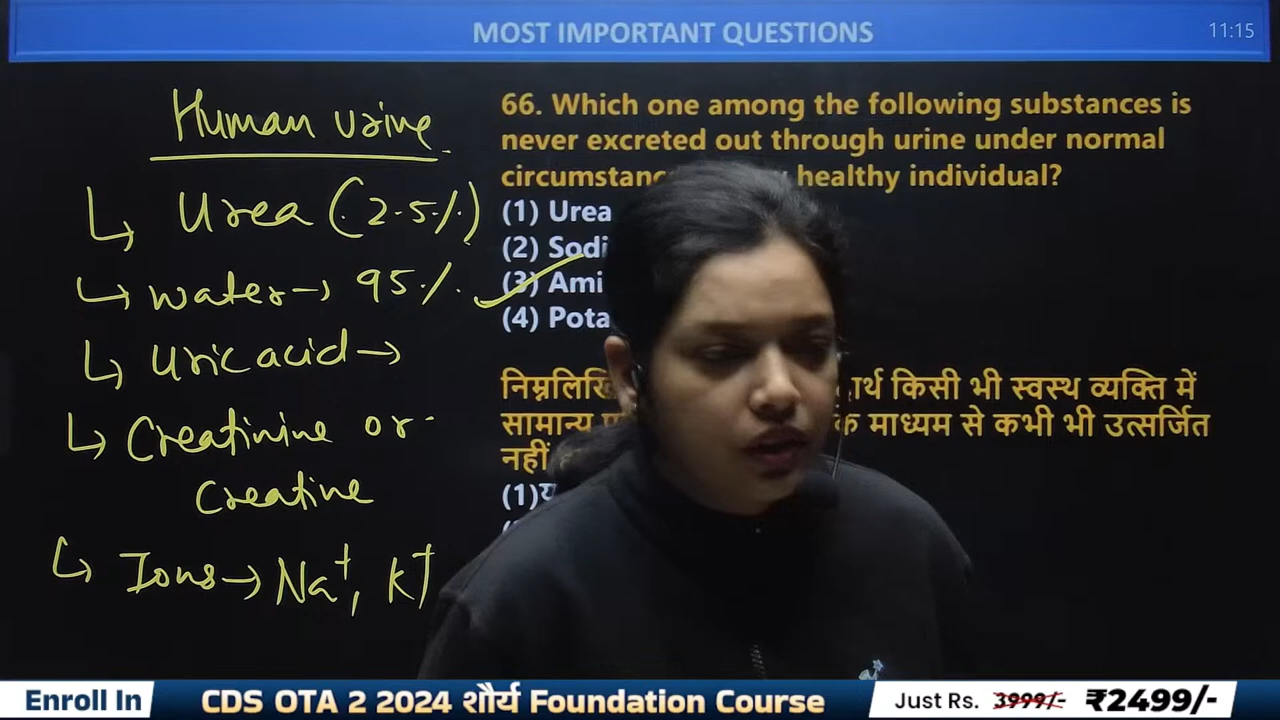 MOST IMPORTANT QUESTIONS
11:15
Human urine
↳ Urea (2.5%)
↳ water → 95%
↳ Uric acid →
↳ Creatinine or
Creatine
↳ Ions → Na⁺, K⁺
66. Which one among the following substances is
never excreted out through urine under normal
circumstanc healthy individual?
(1) Urea
(2) Sodi
(3) Ami
(4) Pota
निम्नलिखि किसी भी स्वस्थ व्यक्ति में
सामान्य माध्यम से कभी भी उत्सर्जित
नहीं
(1)
Enroll In
CDS OTA 2 2024 शौर्य Foundation Course
Just Rs. 3999/- ₹2499/-